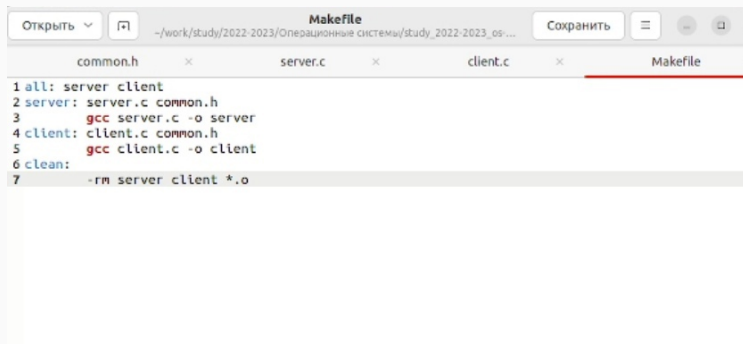 Открыть
Makefile
~/work/study/2022-2023/Операционные системы/study_2022-2023_os-...
Сохранить
common.h
server.c
client.c
Makefile
1 all: server client
2 server: server.c common.h
3 gcc server.c -o server
4 client: client.c common.h
5 gcc client.c -o client
6 clean:
7 -rm server client *.o